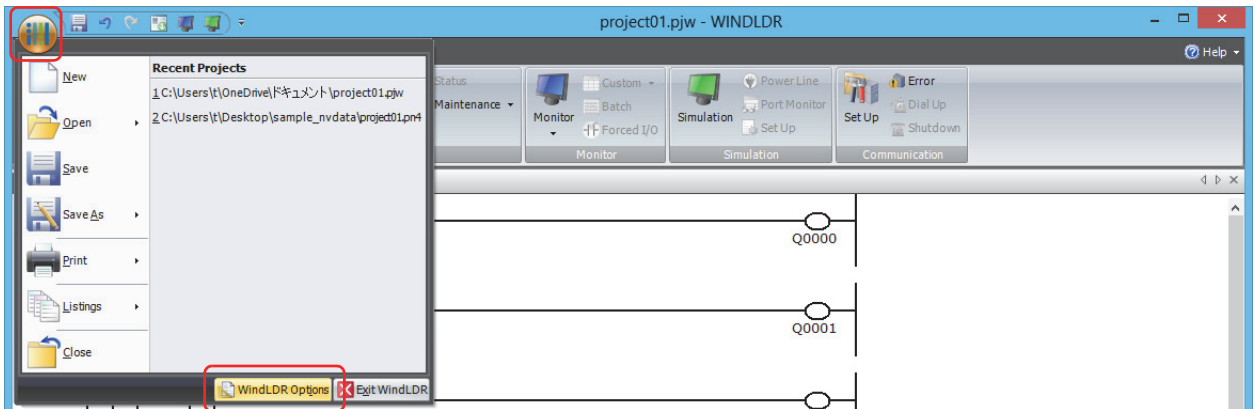 project01.pjw - WINDLDR
Help
New
Open
Save
Save As
Print
Listings
Close
Recent Projects
1 C:\Users\t\OneDrive\ドキュメント\project01.pjw
2 C:\Users\t\Desktop\sample_nvdata\project01.pn4
WindLDR Options
Exit WindLDR
Status
Maintenance
Monitor
Custom
Batch
Forced I/O
Monitor
Simulation
Power Line
Port Monitor
Set Up
Simulation
Set Up
Error
Dial Up
Shutdown
Communication
Q0000
Q0001